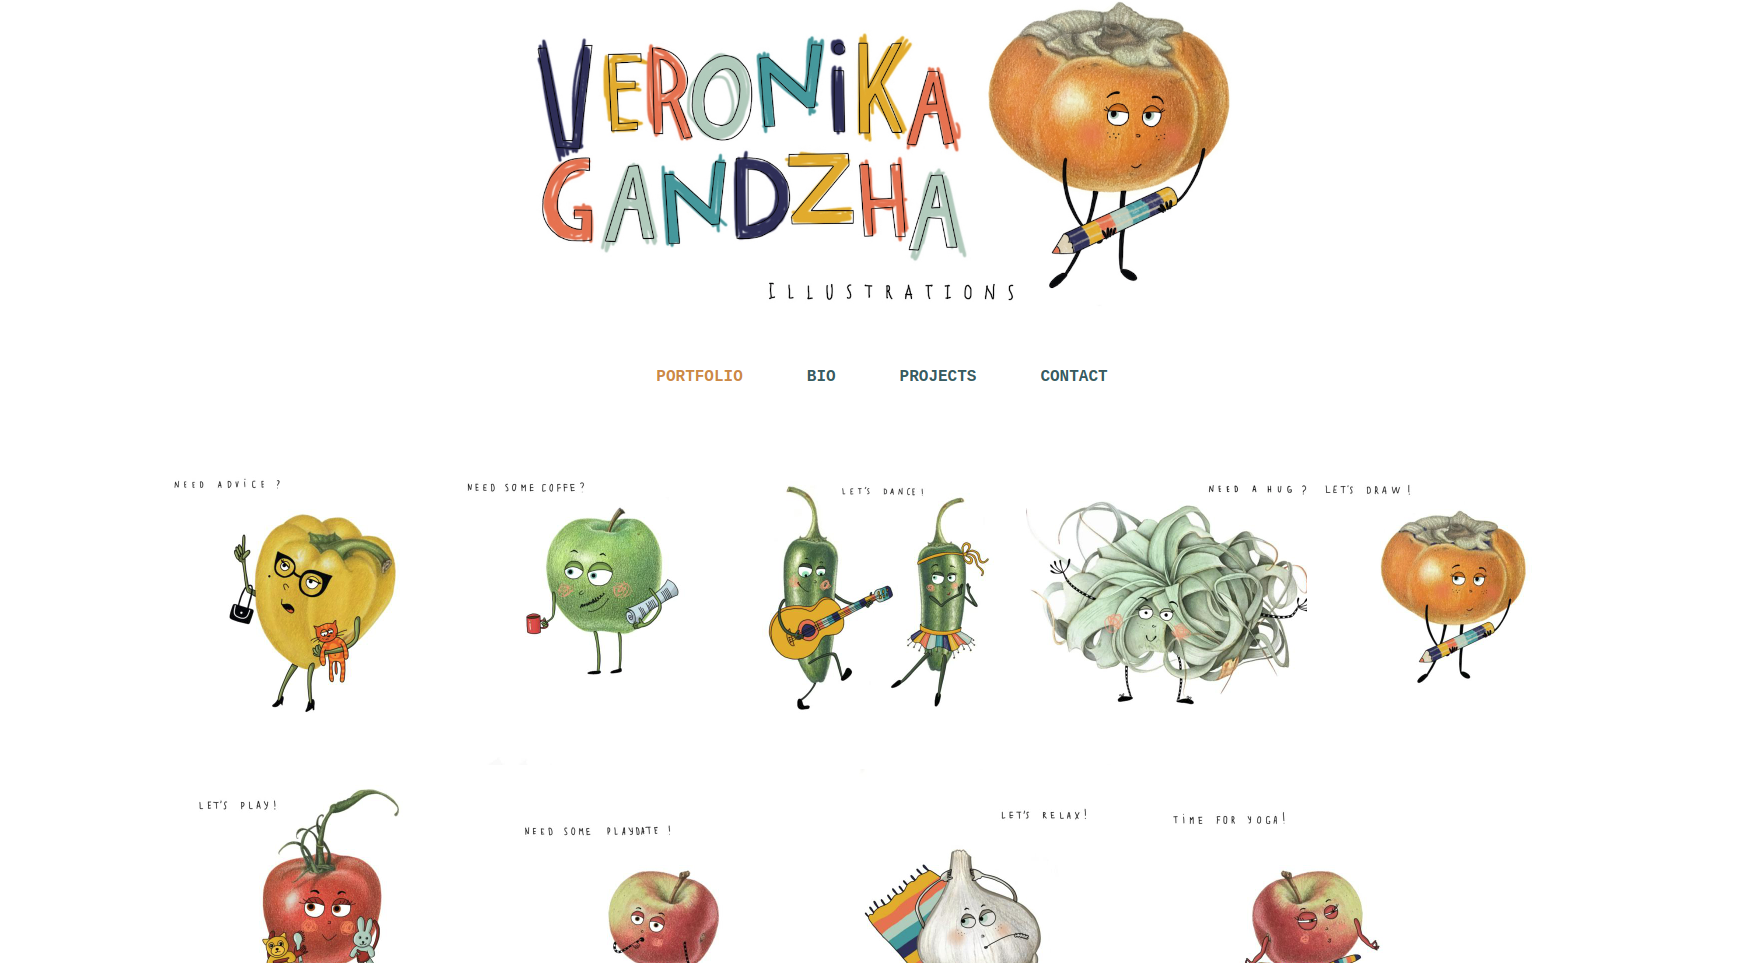 VERONiKA
GANDZHA
ILLUSTRATIONS
PORTFOLIO BIO PROJECTS CONTACT
NEED ADViCE ?
NEED SOME COFFE?
LET'S DANCE!
NEED A HUG ?
LET'S DRAW!
LET'S PLAY!
NEED SOME PLAYDATE !
LET'S RELAX!
TiME FOR YOGA!